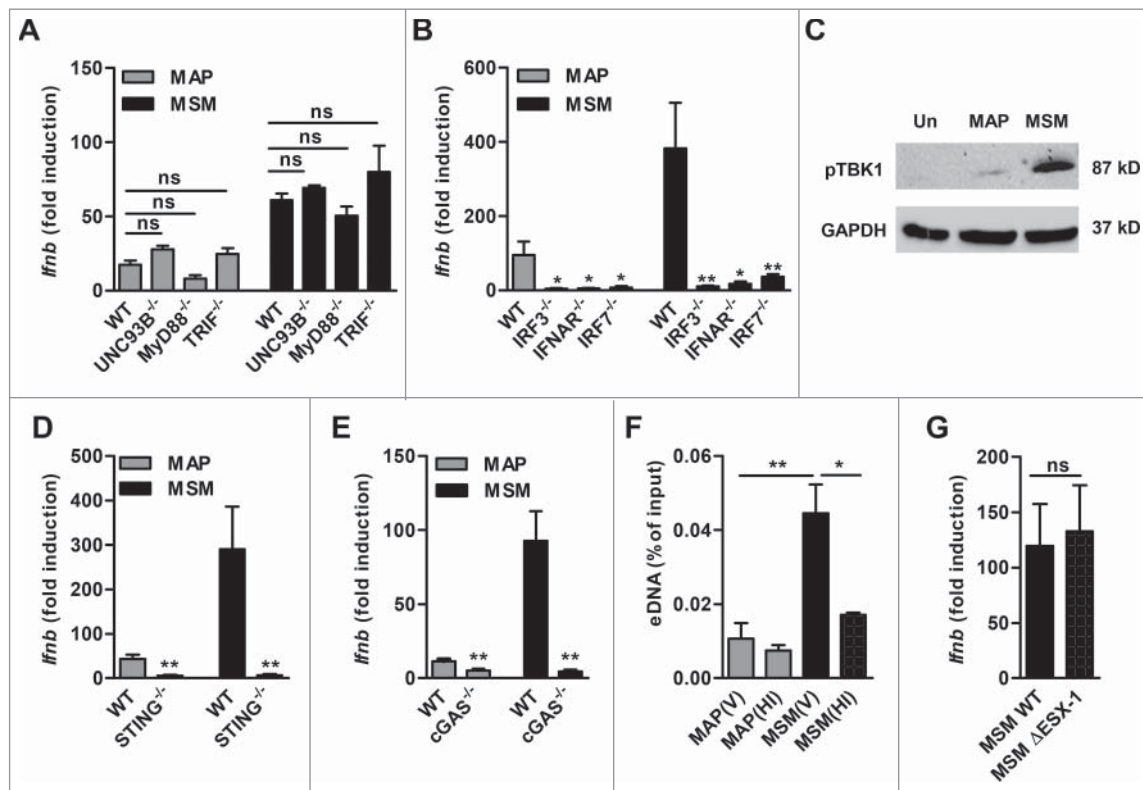 A
Ifnb (fold induction)
150
100
50
0
MAP
MSM
ns
ns
ns
ns
ns
ns
WT
UNC93B-/-
MyD88-/-
TRIF-/-
WT
UNC93B-/-
MyD88-/-
TRIF-/-
B
Ifnb (fold induction)
600
400
200
0
MAP
MSM
* * *
** * **
WT
IRF3-/-
IFNAR-/-
IRF7-/-
WT
IRF3-/-
IFNAR-/-
IRF7-/-
C
Un MAP MSM
pTBK1 87 kD
GAPDH 37 kD
D
Ifnb (fold induction)
500
400
300
200
100
0
MAP
MSM
**
**
WT
STING-/-
WT
STING-/-
E
Ifnb (fold induction)
150
100
50
0
MAP
MSM
**
**
WT
cGAS-/-
WT
cGAS-/-
F
eDNA (% of input)
0.06
0.04
0.02
0.00
** *
MAP(V)
MAP(HI)
MSM(V)
MSM(HI)
G
Ifnb (fold induction)
200
150
100
50
0
ns
MSM WT
MSM ΔESX-1